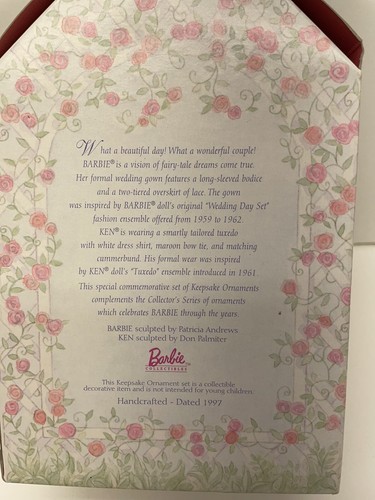 What a beautiful day! What a wonderful couple!
BARBIE® is a vision of fairy-tale dreams come true.
Her formal wedding gown features a long-sleeved bodice
and a two-tiered overskirt of lace. The gown
was inspired by BARBIE® doll's original "Wedding Day Set"
fashion ensemble offered from 1959 to 1962.
KEN® is wearing a smartly tailored tuxedo
with white dress shirt, maroon bow tie, and matching
cummerbund. His formal wear was inspired
by KEN® doll's "Tuxedo" ensemble introduced in 1961.
This special commemorative set of Keepsake Ornaments
complements the Collector's Series of ornaments
which celebrates BARBIE through the years.
BARBIE sculpted by Patricia Andrews
KEN sculpted by Don Palmiter
Barbie
COLLECTIBLES
This Keepsake Ornament set is a collectible
decorative item and is not intended for young children.
Handcrafted – Dated 1997